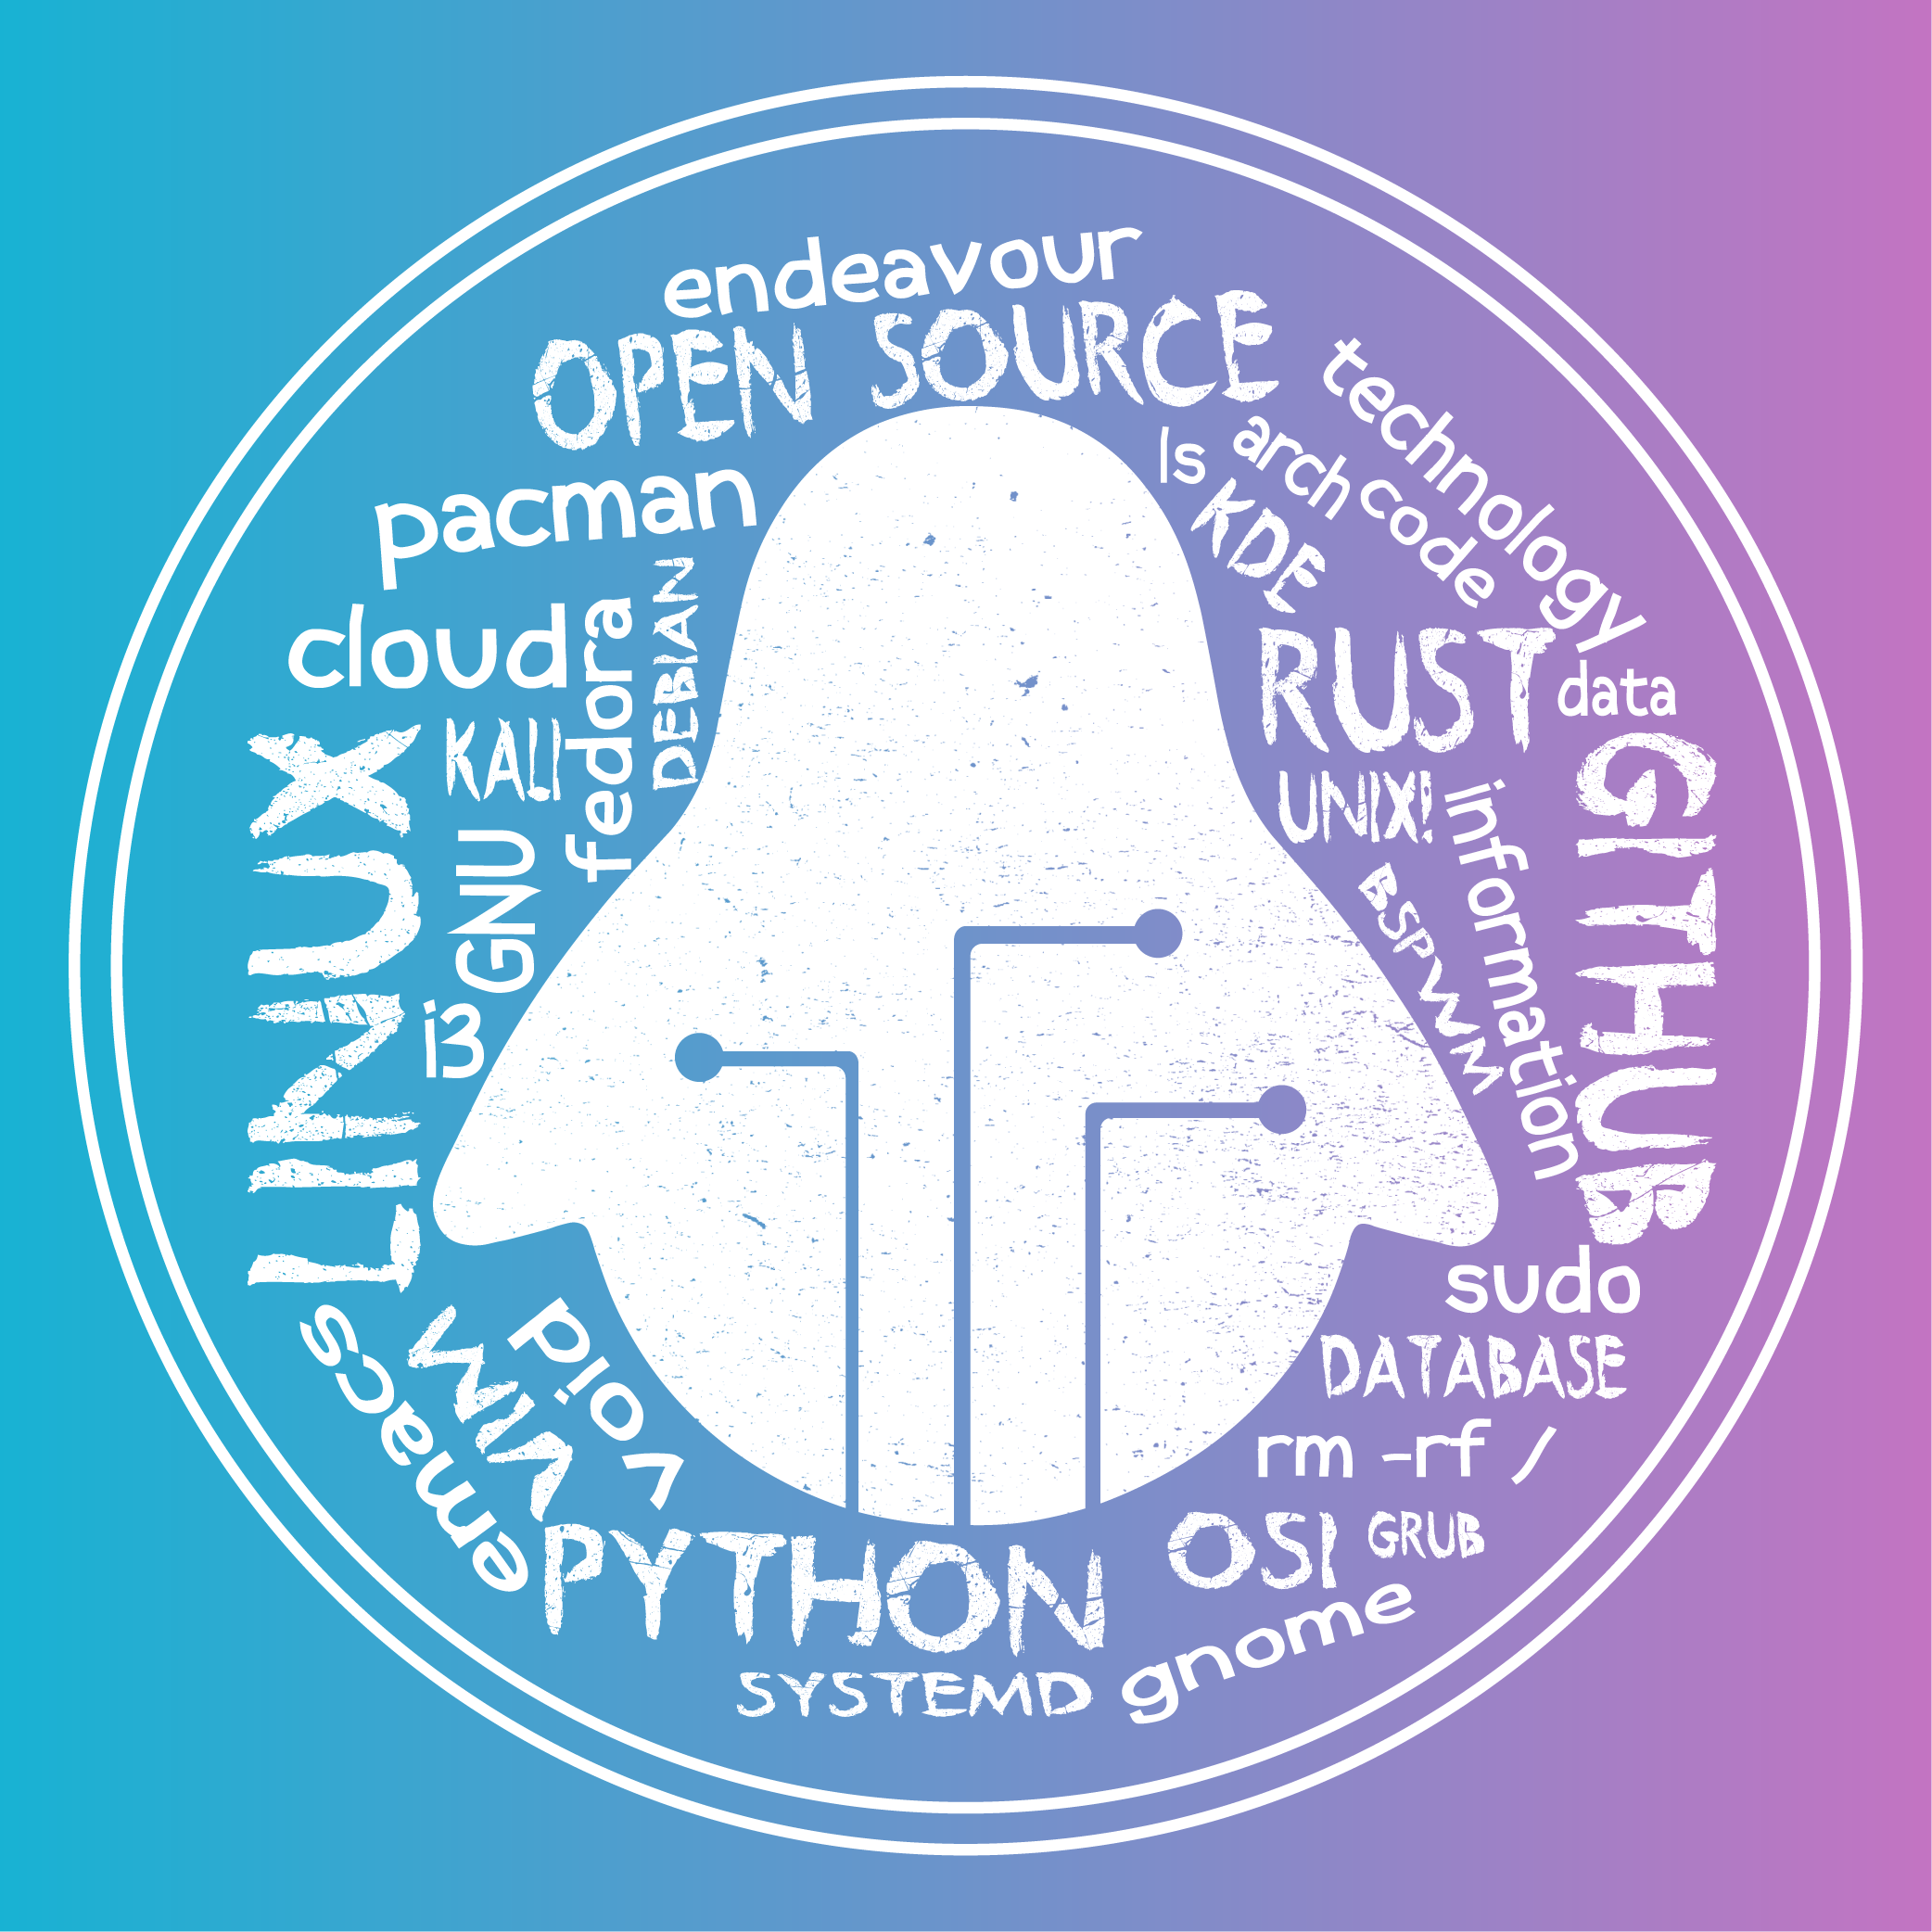 endeavour
OPEN SOURCE
technology
ls
arch
code
KDE
pacman
DEBIAN
fedora
cloud
KALI
RUST
data
UNIX!
GITHUB
information
BSPWM
LINUX
GNU
i3
sudo
DATABASE
rm -rf /
void
VIM
awesome
PYTHON
OSI
GRUB
gnome
SYSTEMD